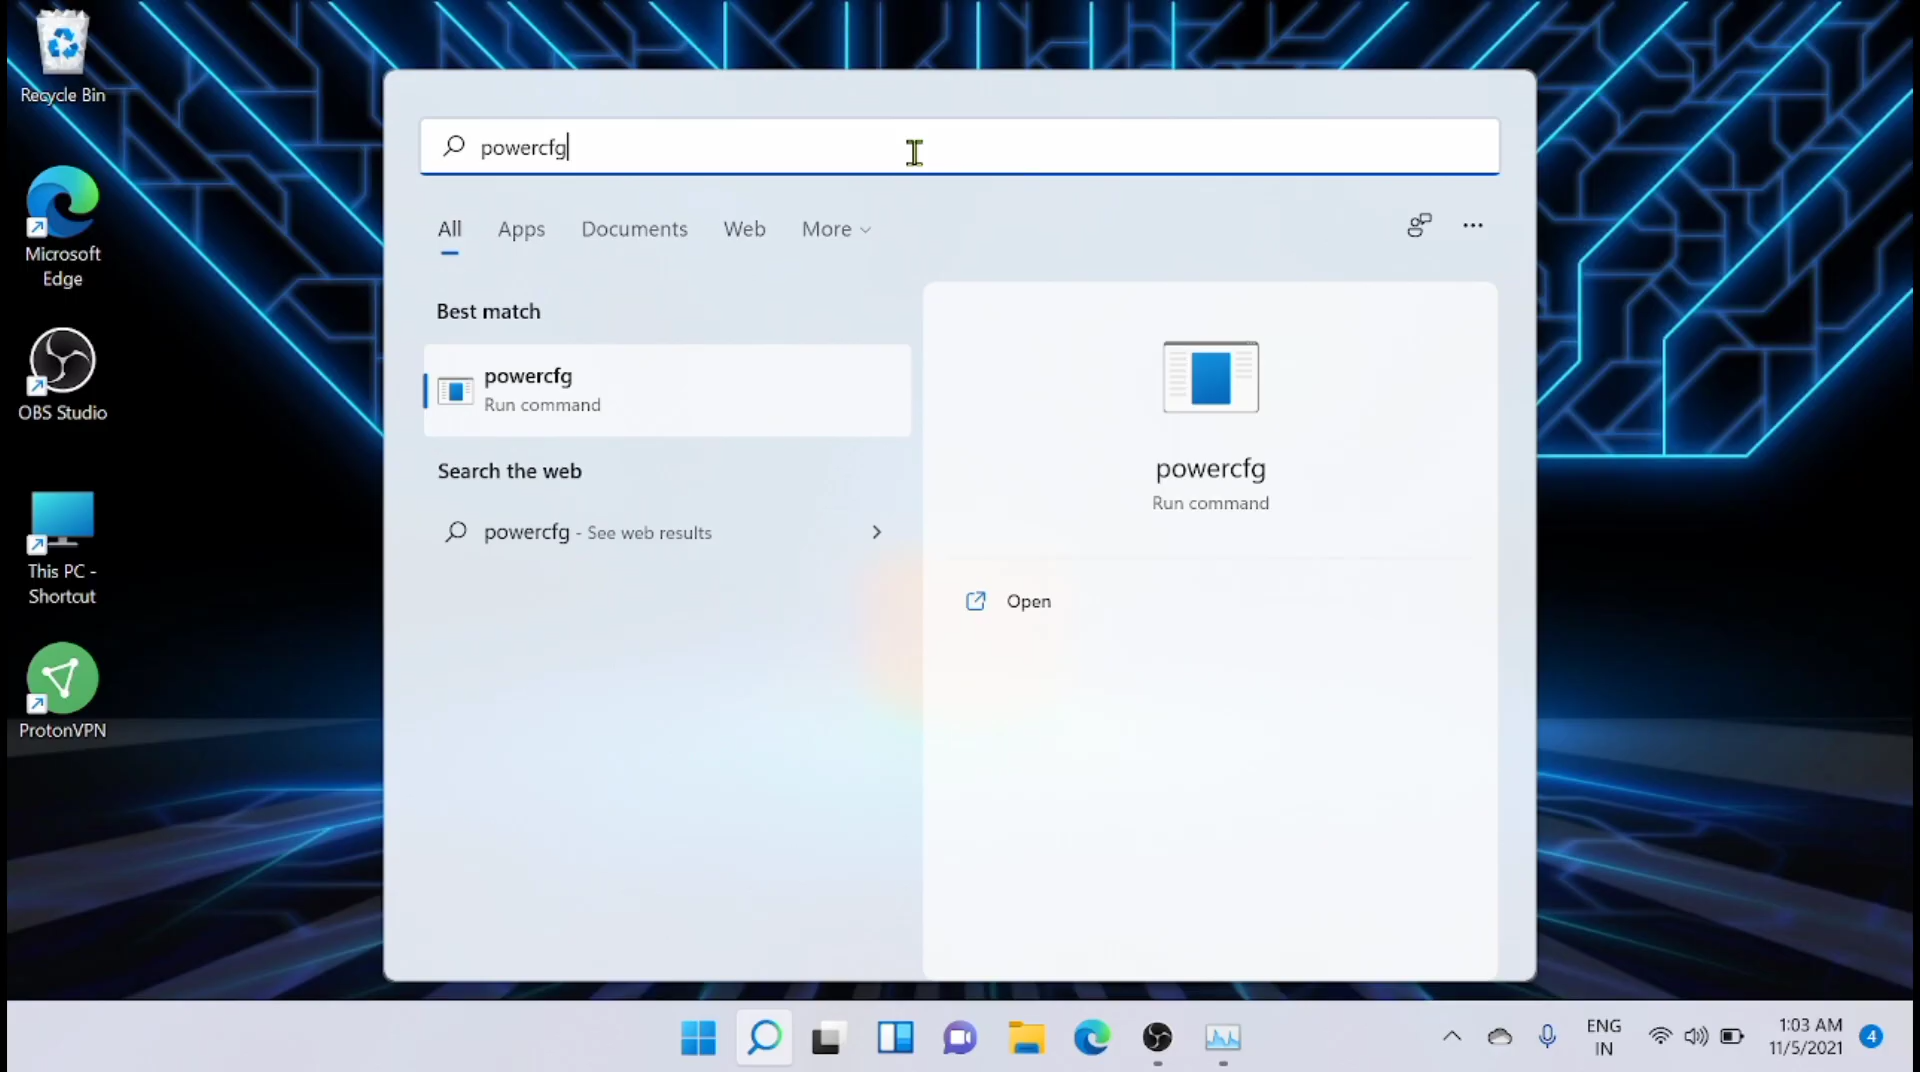 Recycle Bin
Microsoft
Edge
OBS Studio
This PC -
Shortcut
ProtonVPN
powercfg
All
Apps
Documents
Web
More
Best match
powercfg
Run command
Search the web
powercfg - See web results
powercfg
Run command
Open
ENG
IN
1:03 AM
11/5/2021
4